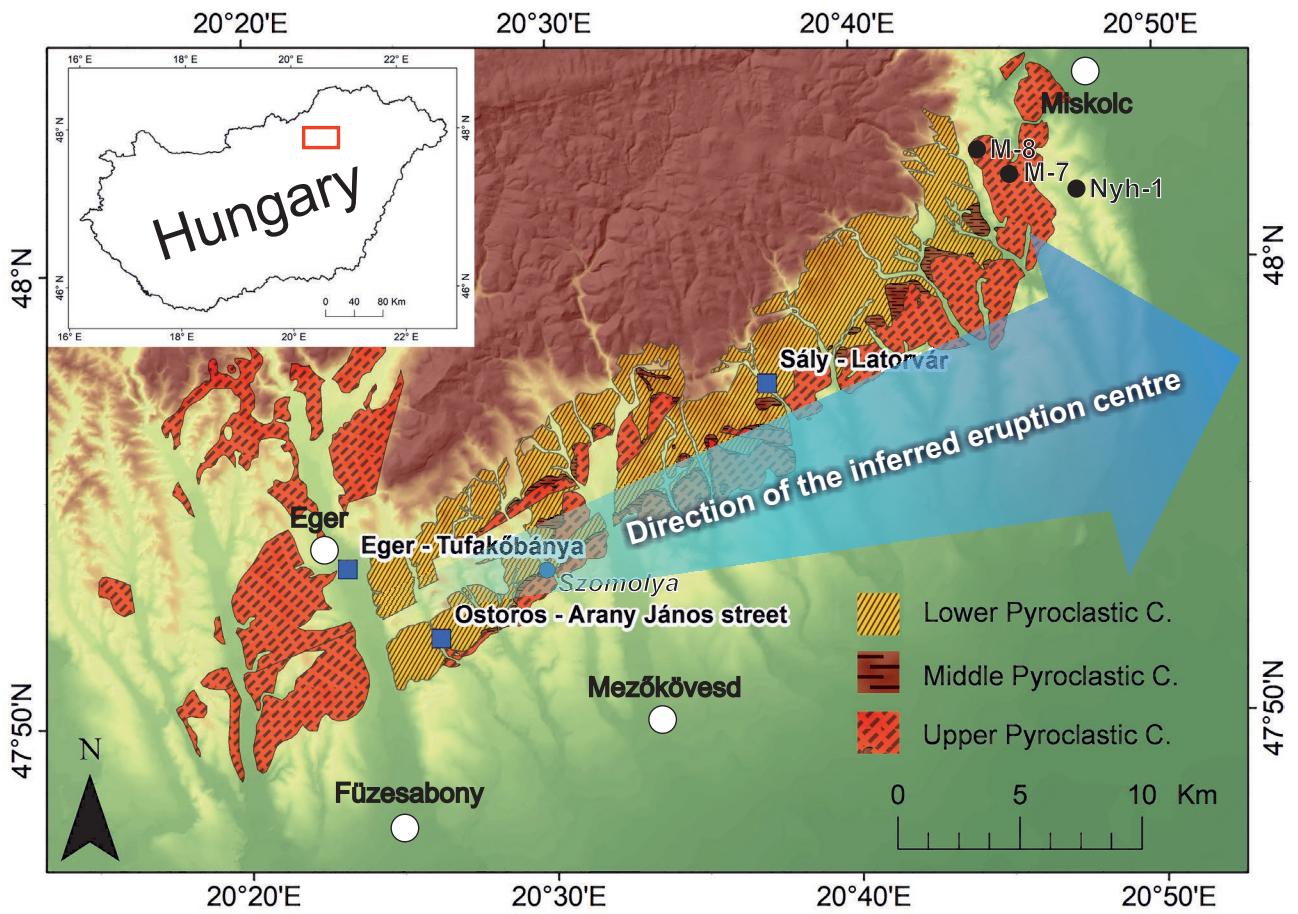 20°20'E 20°30'E 20°40'E 20°50'E
16° E 18° E 20° E 22° E
48° N 48° N
Hungary
46° N 46° N
0 40 80 Km
16° E 18° E 20° E 22° E
Miskolc
M-8
M-7
Nyh-1
48°N 48°N
Sály - Latorvár
Direction of the inferred eruption centre
Eger
Eger - Tufakőbánya
Szomolya
Ostoros - Arany János street
Mezőkövesd
Füzesabony
Lower Pyroclastic C.
Middle Pyroclastic C.
Upper Pyroclastic C.
47°50'N 47°50'N
N
0 5 10 Km
20°20'E 20°30'E 20°40'E 20°50'E